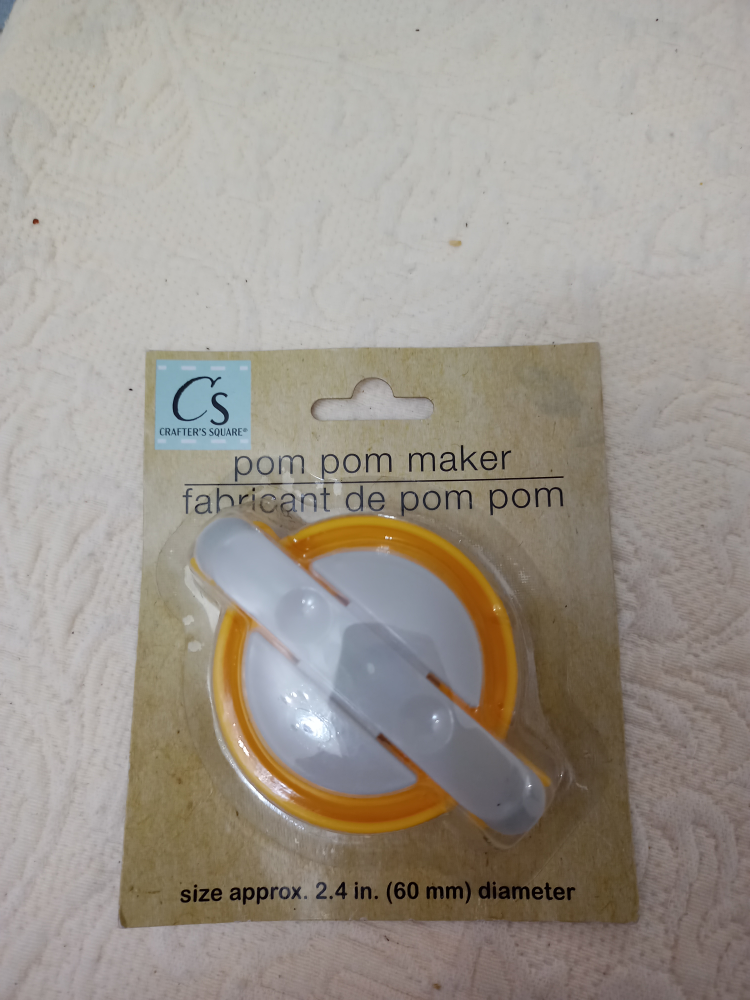 Cs
CRAFTER'S SQUARE®
pom pom maker
fabricant de pom pom
size approx. 2.4 in. (60 mm) diameter